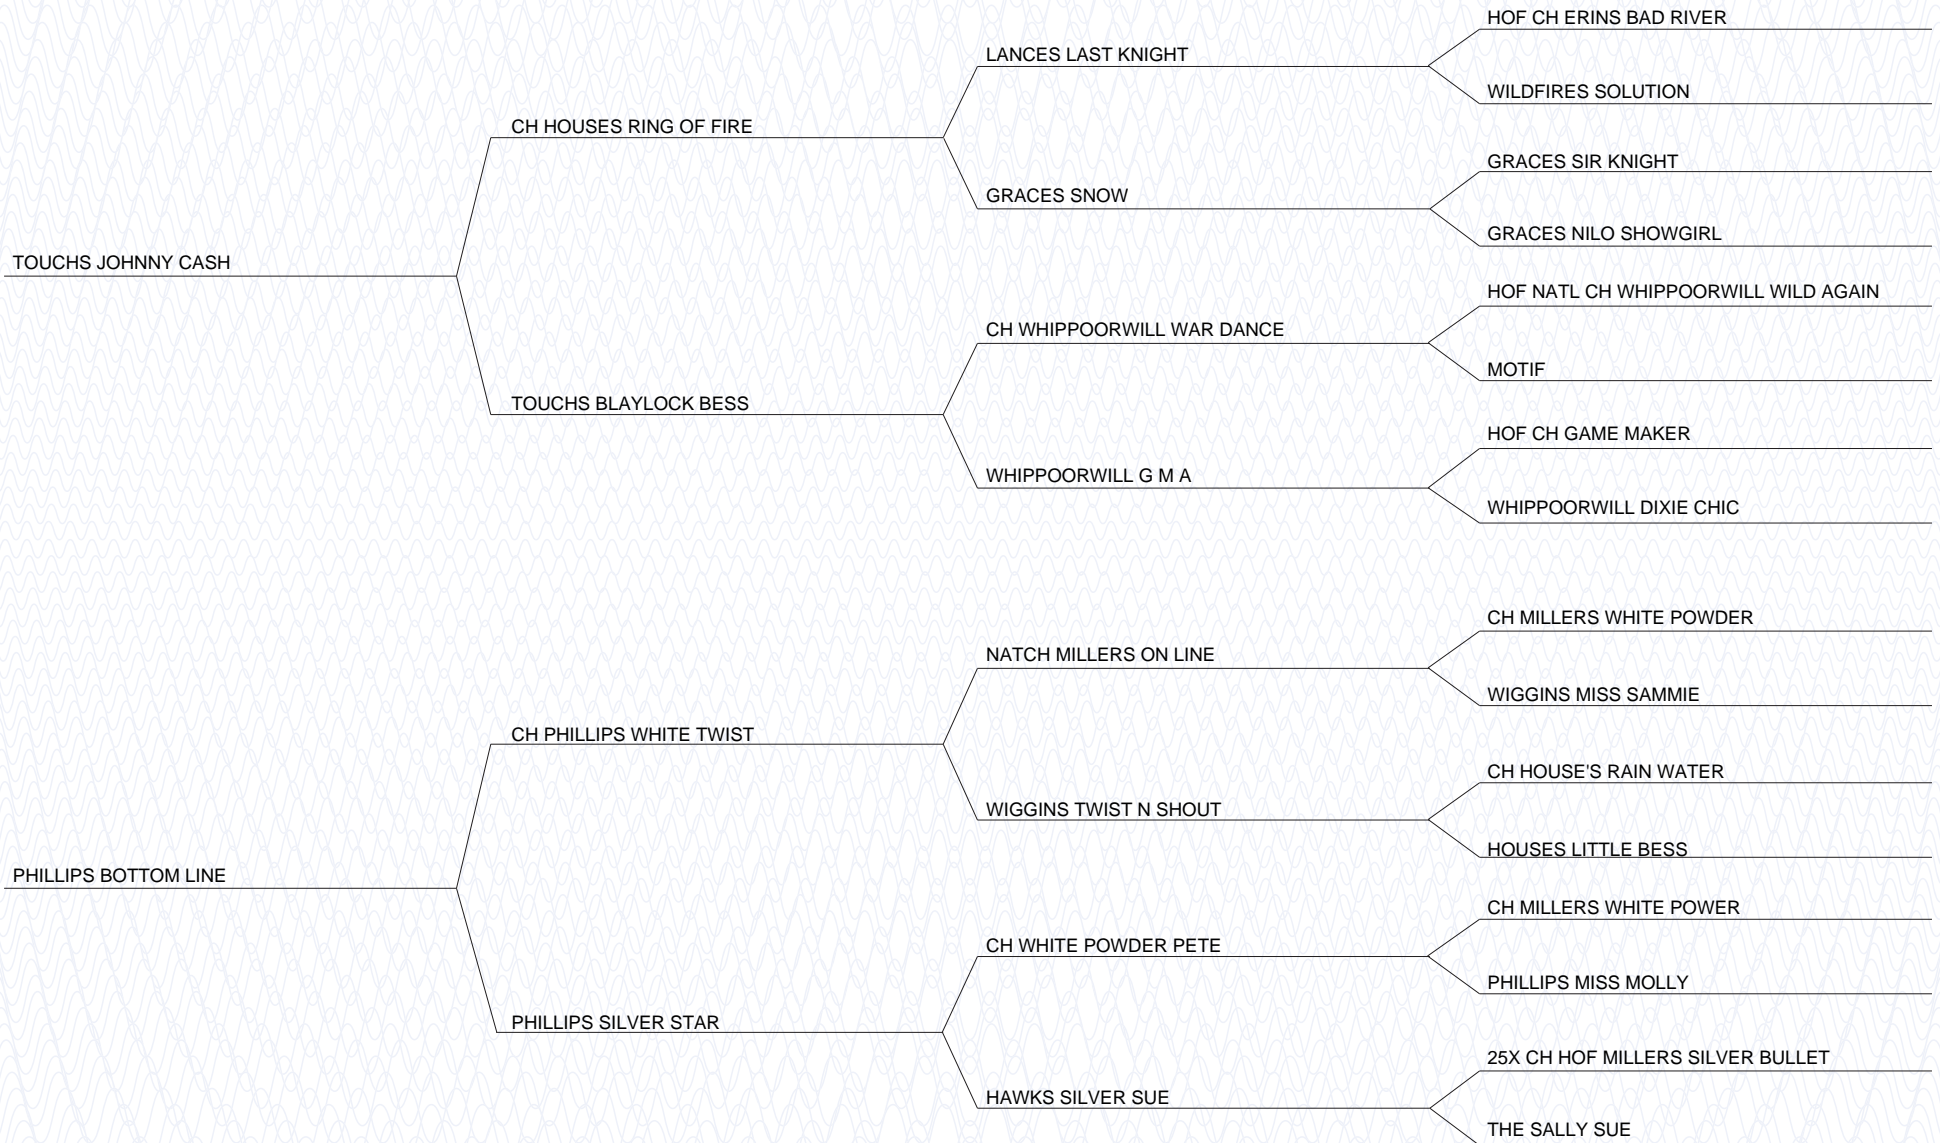 HOF CH ERINS BAD RIVER
LANCES LAST KNIGHT
WILDFIRES SOLUTION
CH HOUSES RING OF FIRE
GRACES SIR KNIGHT
GRACES SNOW
GRACES NILO SHOWGIRL
TOUCHS JOHNNY CASH
HOF NATL CH WHIPPOORWILL WILD AGAIN
CH WHIPPOORWILL WAR DANCE
MOTIF
TOUCHS BLAYLOCK BESS
HOF CH GAME MAKER
WHIPPOORWILL G M A
WHIPPOORWILL DIXIE CHIC
CH MILLERS WHITE POWDER
NATCH MILLERS ON LINE
WIGGINS MISS SAMMIE
CH PHILLIPS WHITE TWIST
CH HOUSE'S RAIN WATER
WIGGINS TWIST N SHOUT
HOUSES LITTLE BESS
PHILLIPS BOTTOM LINE
CH MILLERS WHITE POWER
CH WHITE POWDER PETE
PHILLIPS MISS MOLLY
PHILLIPS SILVER STAR
25X CH HOF MILLERS SILVER BULLET
HAWKS SILVER SUE
THE SALLY SUE